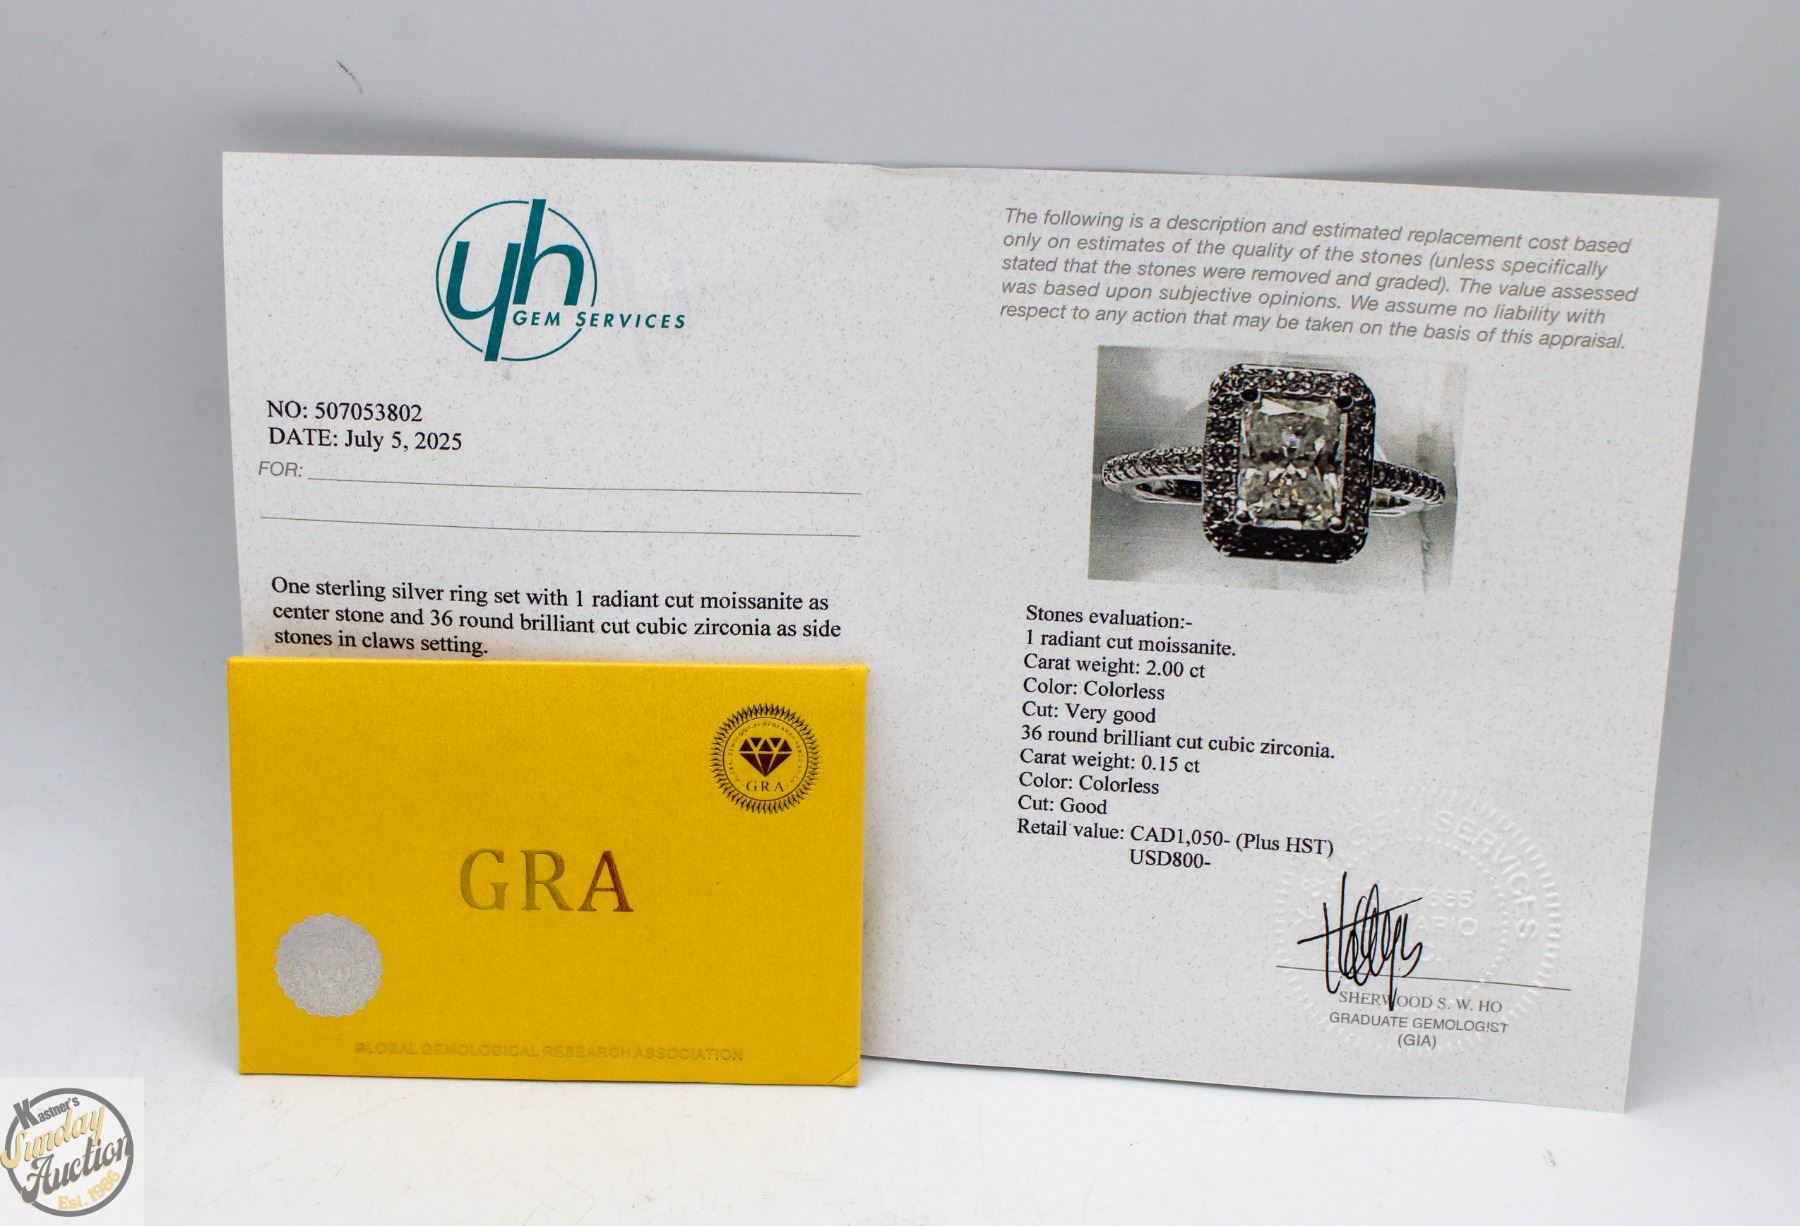 yh
GEM SERVICES
NO: 507053802
DATE: July 5, 2025
FOR:
One sterling silver ring set with 1 radiant cut moissanite as
center stone and 36 round brilliant cut cubic zirconia as side
stones in claws setting.
GRA
GRA
GLOBAL GEMOLOGICAL RESEARCH ASSOCIATION
The following is a description and estimated replacement cost based
only on estimates of the quality of the stones (unless specifically
stated that the stones were removed and graded). The value assessed
was based upon subjective opinions. We assume no liability with
respect to any action that may be taken on the basis of this appraisal.
Stones evaluation:-
1 radiant cut moissanite.
Carat weight: 2.00 ct
Color: Colorless
Cut: Very good
36 round brilliant cut cubic zirconia.
Carat weight: 0.15 ct
Color: Colorless
Cut: Good
Retail value: CAD1,050- (Plus HST)
USD800-
SERVICES
SHERWOOD S. W. HO
GRADUATE GEMOLOGIST
(GIA)
Kastner's
Sunday
Auction
Est. 1986